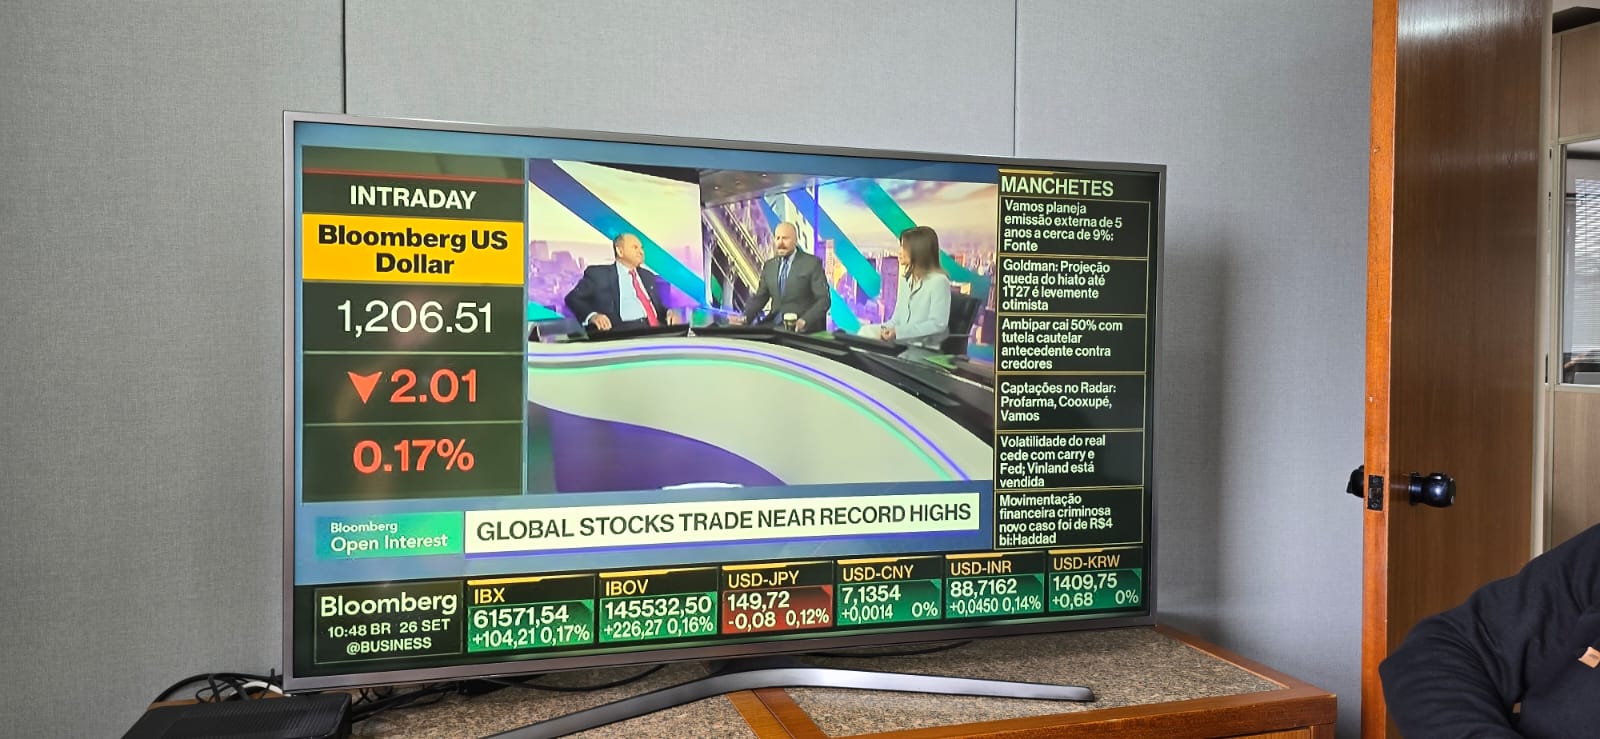 INTRADAY
Bloomberg US
Dollar
1,206.51
▼2.01
0.17%
MANCHETES
Vamos planeja
emissão externa de 5
anos a cerca de 9%:
Fonte
Goldman: Projeção
queda do hiato até
1T27 é levemente
otimista
Ambipar cai 50% com
tutela cautelar
antecedente contra
credores
Captações no Radar:
Profarma, Cooxupé,
Vamos
Volatilidade do real
cede com carry e
Fed; Vinland está
vendida
Movimentação
financeira criminosa
novo caso foi de R$4
bi:Haddad
Bloomberg
Open Interest
GLOBAL STOCKS TRADE NEAR RECORD HIGHS
Bloomberg
10:48 BR 26 SET
@BUSINESS
IBX
61571,54
+104,21 0,17%
IBOV
145532,50
+226,27 0,16%
USD-JPY
149,72
-0,08 0,12%
USD-CNY
7,1354
+0,0014 0%
USD-INR
88,7162
+0,0450 0,14%
USD-KRW
1409,75
+0,68 0%